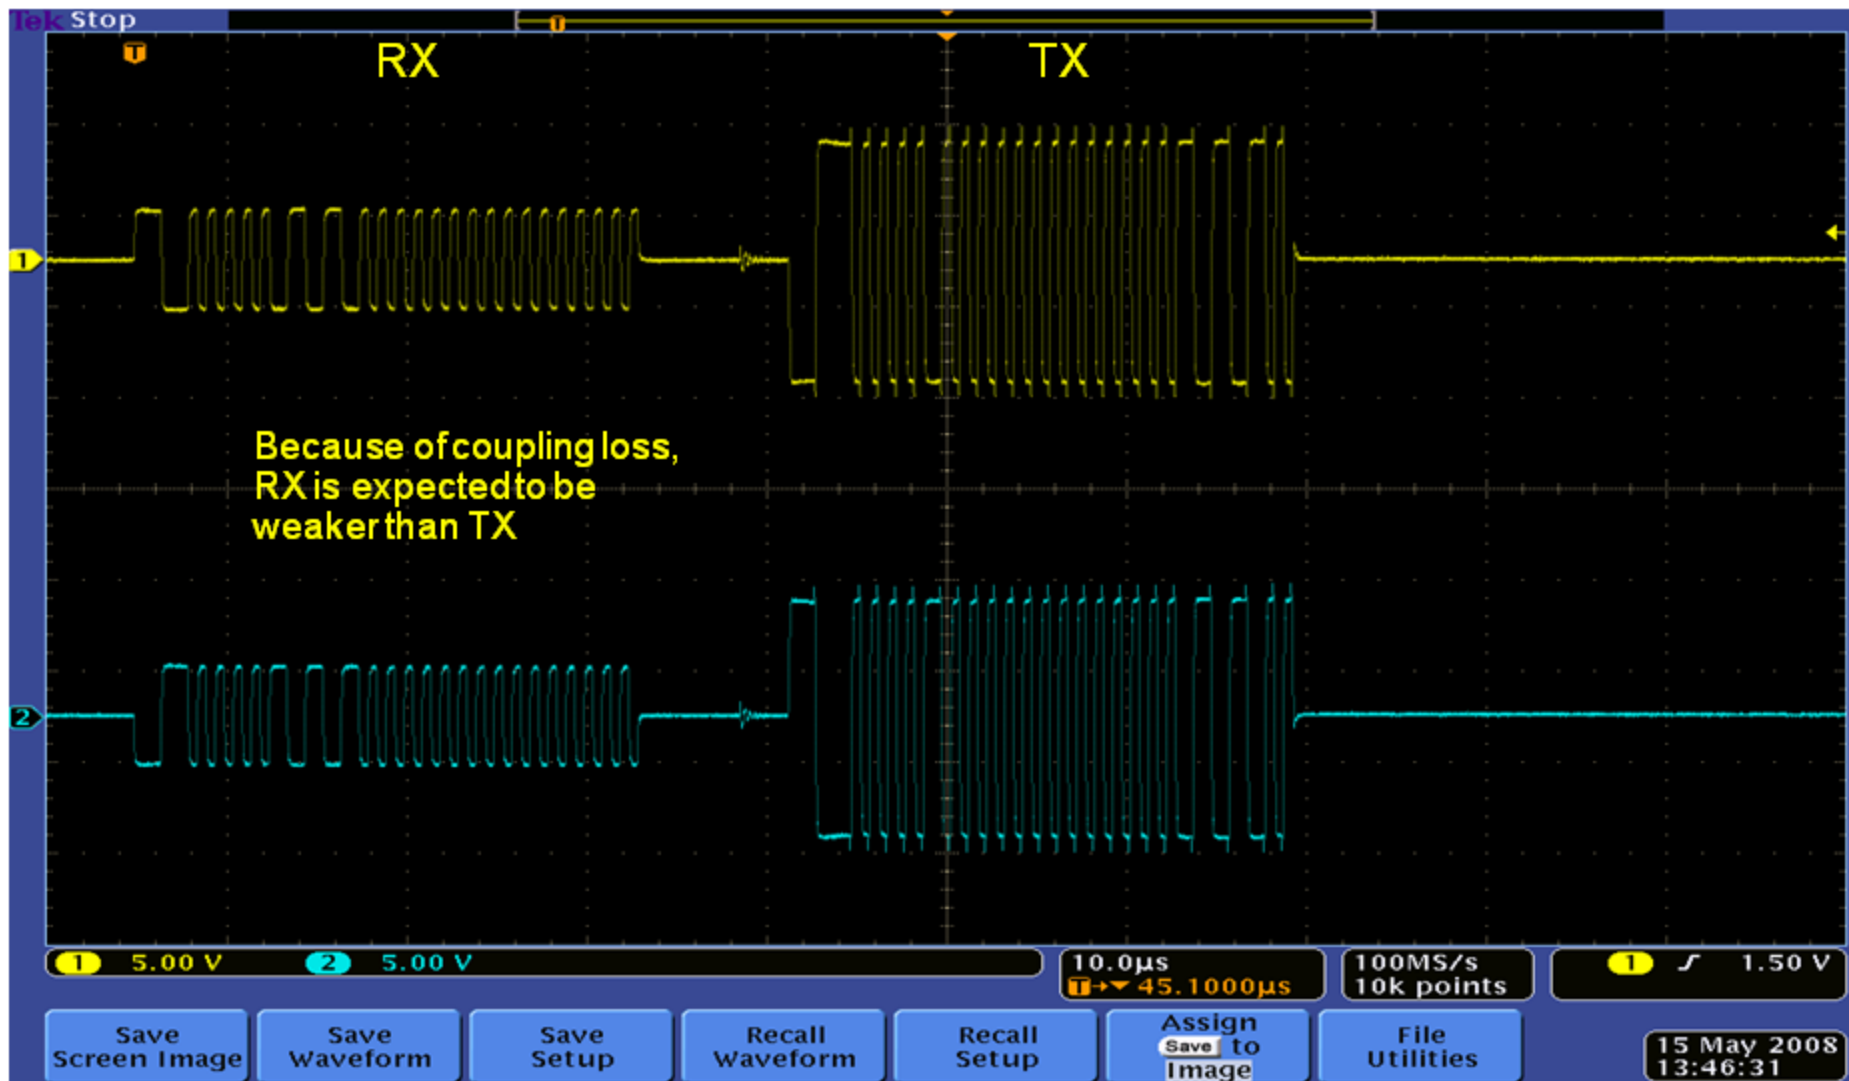 Tek Stop
T
T
RX
TX
1
Because of coupling loss,
RX is expected to be
weaker than TX
2
1 5.00 V 2 5.00 V
10.0µs
T→▼ 45.1000µs
100MS/s
10k points
1 ʃ 1.50 V
Save
Screen Image
Save
Waveform
Save
Setup
Recall
Waveform
Recall
Setup
Assign
Save to
Image
File
Utilities
15 May 2008
13:46:31